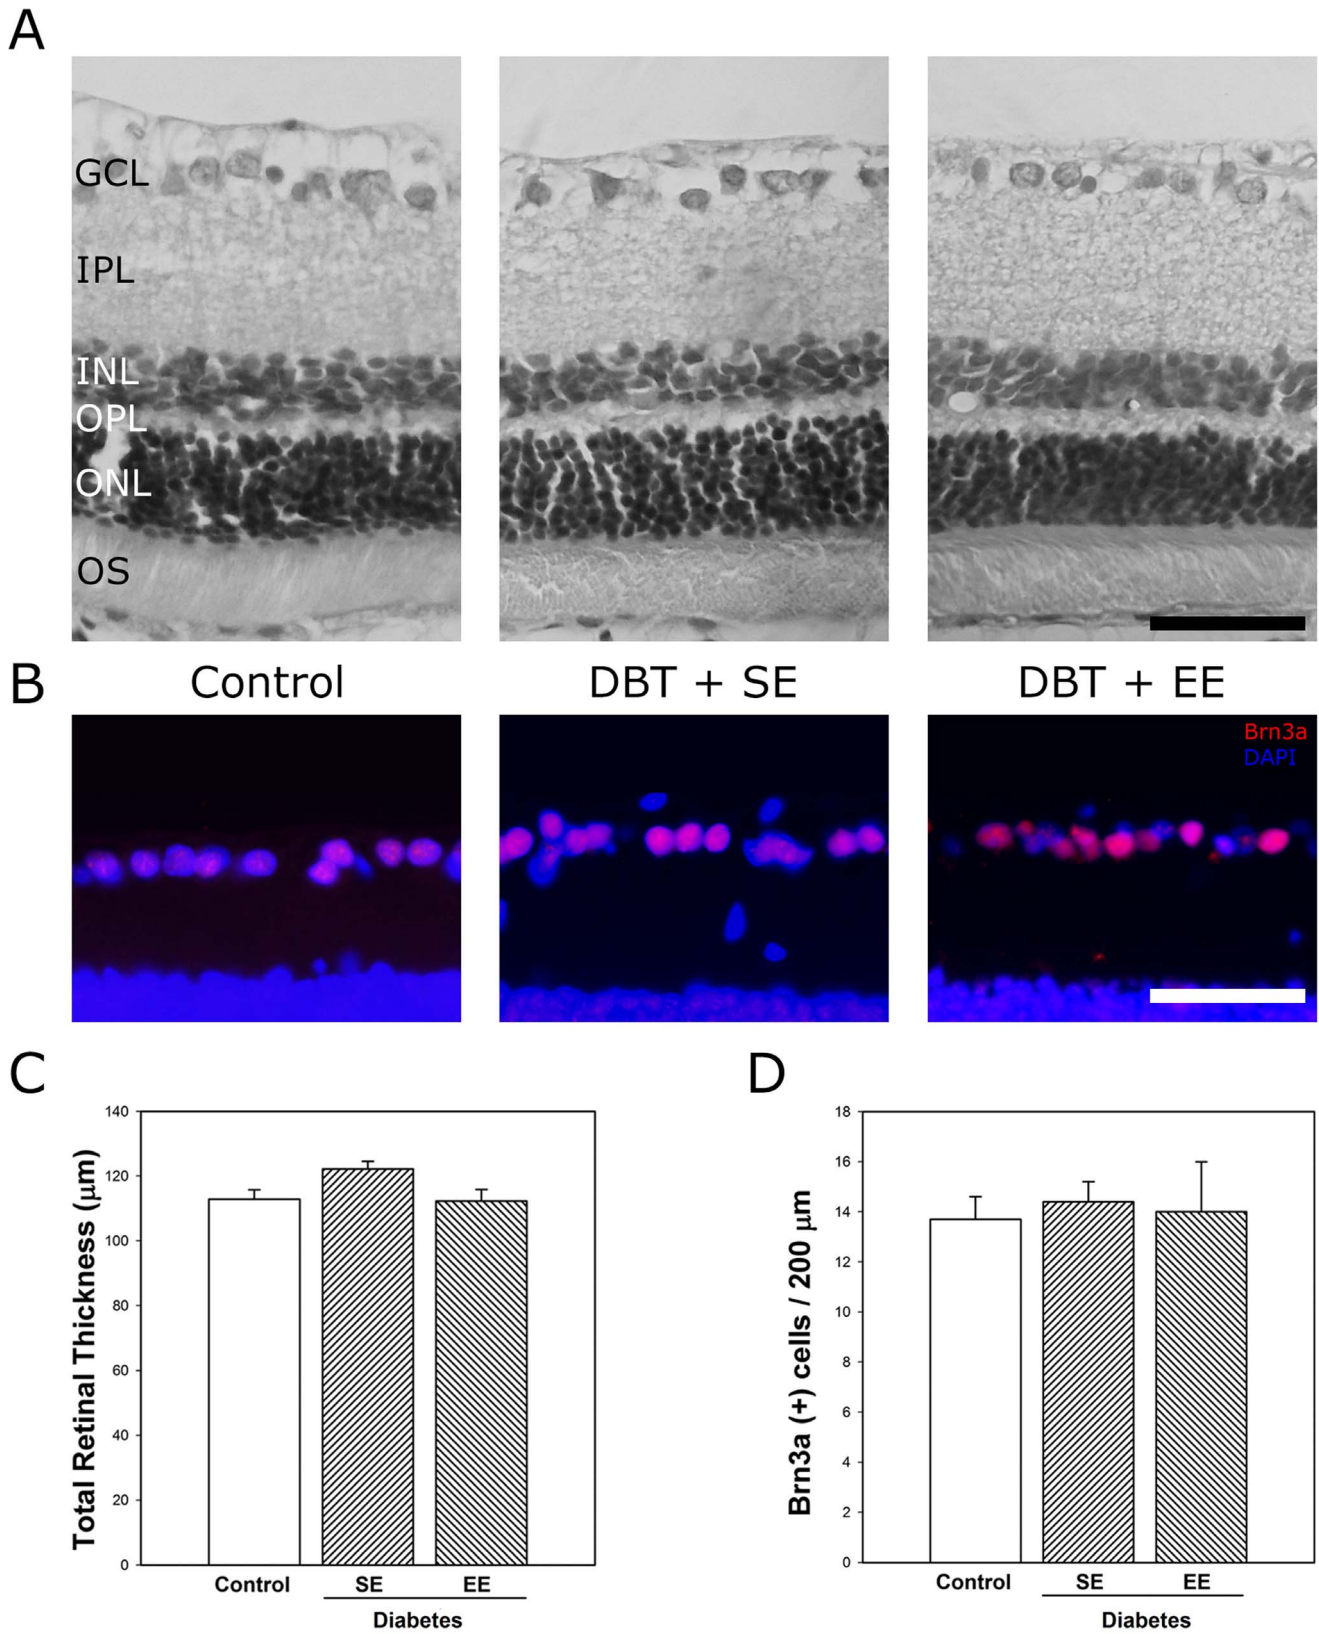 A
GCL
IPL
INL
OPL
ONL
OS
B
Control
DBT + SE
DBT + EE
Brn3a
DAPI
C
Total Retinal Thickness (μm)
140
120
100
80
60
40
20
0
Control
SE
EE
Diabetes
D
Brn3a (+) cells / 200 μm
18
16
14
12
10
8
6
4
2
0
Control
SE
EE
Diabetes